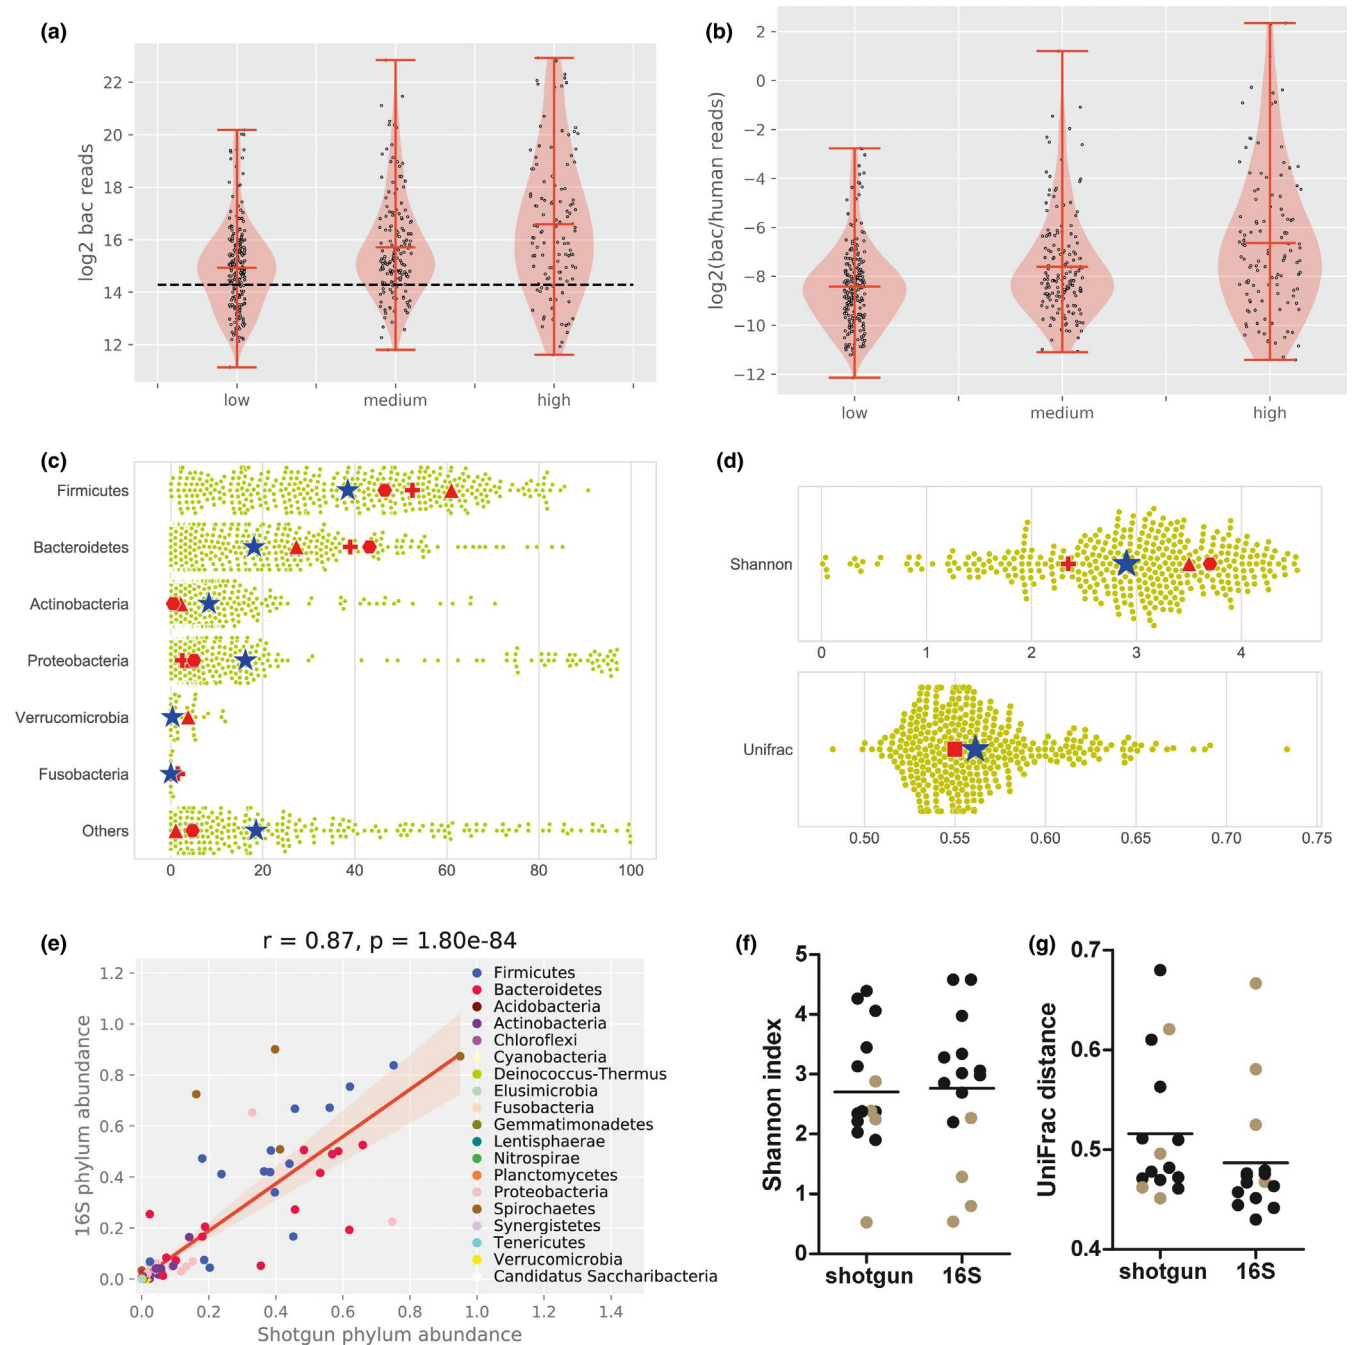 (a)
log2 bac reads
22
20
18
16
14
12
low medium high
(b)
log2(bac/human reads)
2
0
−2
−4
−6
−8
−10
−12
low medium high
(c)
Firmicutes
Bacteroidetes
Actinobacteria
Proteobacteria
Verrucomicrobia
Fusobacteria
Others
0 20 40 60 80 100
(d)
Shannon
0 1 2 3 4
Unifrac
0.50 0.55 0.60 0.65 0.70 0.75
(e)
r = 0.87, p = 1.80e-84
16S phylum abundance
1.2
1.0
0.8
0.6
0.4
0.2
0.0
0.0 0.2 0.4 0.6 0.8 1.0 1.2 1.4
Shotgun phylum abundance
Firmicutes
Bacteroidetes
Acidobacteria
Actinobacteria
Chloroflexi
Cyanobacteria
Deinococcus-Thermus
Elusimicrobia
Fusobacteria
Gemmatimonadetes
Lentisphaerae
Nitrospirae
Planctomycetes
Proteobacteria
Spirochaetes
Synergistetes
Tenericutes
Verrucomicrobia
Candidatus Saccharibacteria
(f)
Shannon index
5
4
3
2
1
0
shotgun 16S
(g)
UniFrac distance
0.7
0.6
0.5
0.4
shotgun 16S